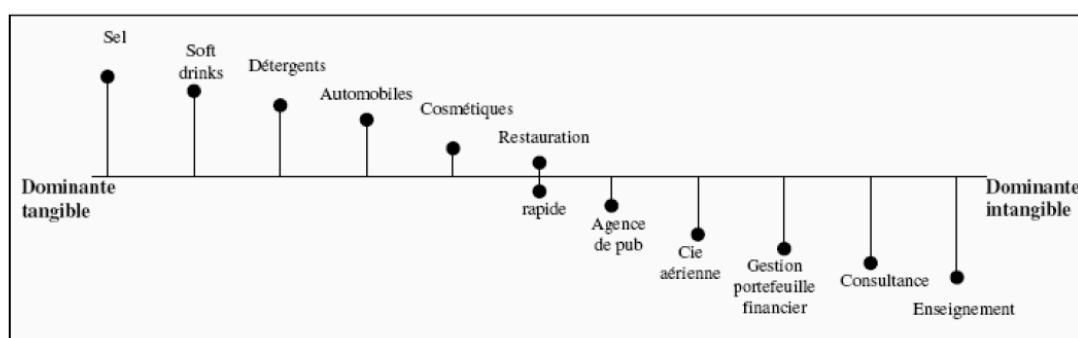 Sel
Soft
drinks
Détergents
Automobiles
Cosmétiques
Restauration
Dominante
tangible
Dominante
intangible
rapide
Agence
de pub
Cie
aérienne
Gestion
portefeuille
financier
Consultance
Enseignement